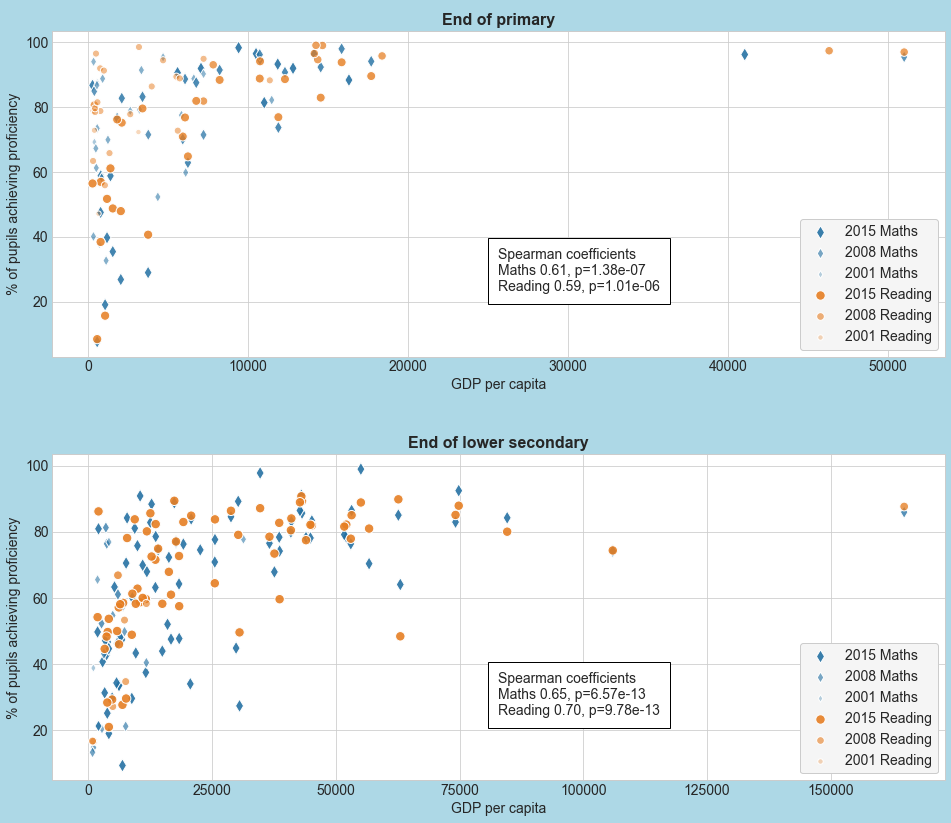 End of primary
% of pupils achieving proficiency
100
80
60
40
20
Spearman coefficients
Maths 0.61, p=1.38e-07
Reading 0.59, p=1.01e-06
2015 Maths
2008 Maths
2001 Maths
2015 Reading
2008 Reading
2001 Reading
0 10000 20000 30000 40000 50000
GDP per capita
End of lower secondary
% of pupils achieving proficiency
100
80
60
40
20
Spearman coefficients
Maths 0.65, p=6.57e-13
Reading 0.70, p=9.78e-13
2015 Maths
2008 Maths
2001 Maths
2015 Reading
2008 Reading
2001 Reading
0 25000 50000 75000 100000 125000 150000
GDP per capita